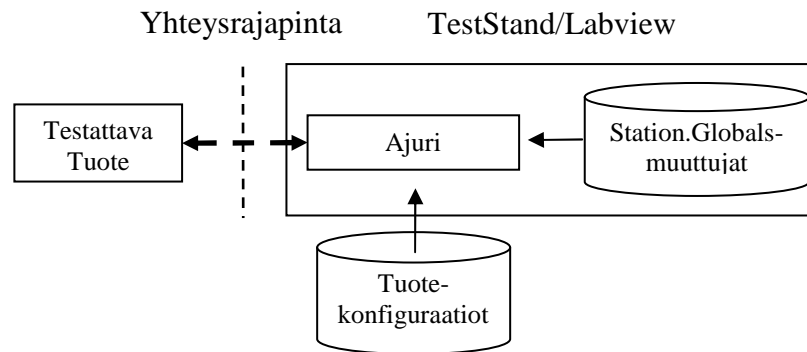 Yhteysrajapinta
TestStand/Labview
Testattava
Tuote
Ajuri
Station.Globals-
muuttujat
Tuote-
konfiguraatiot